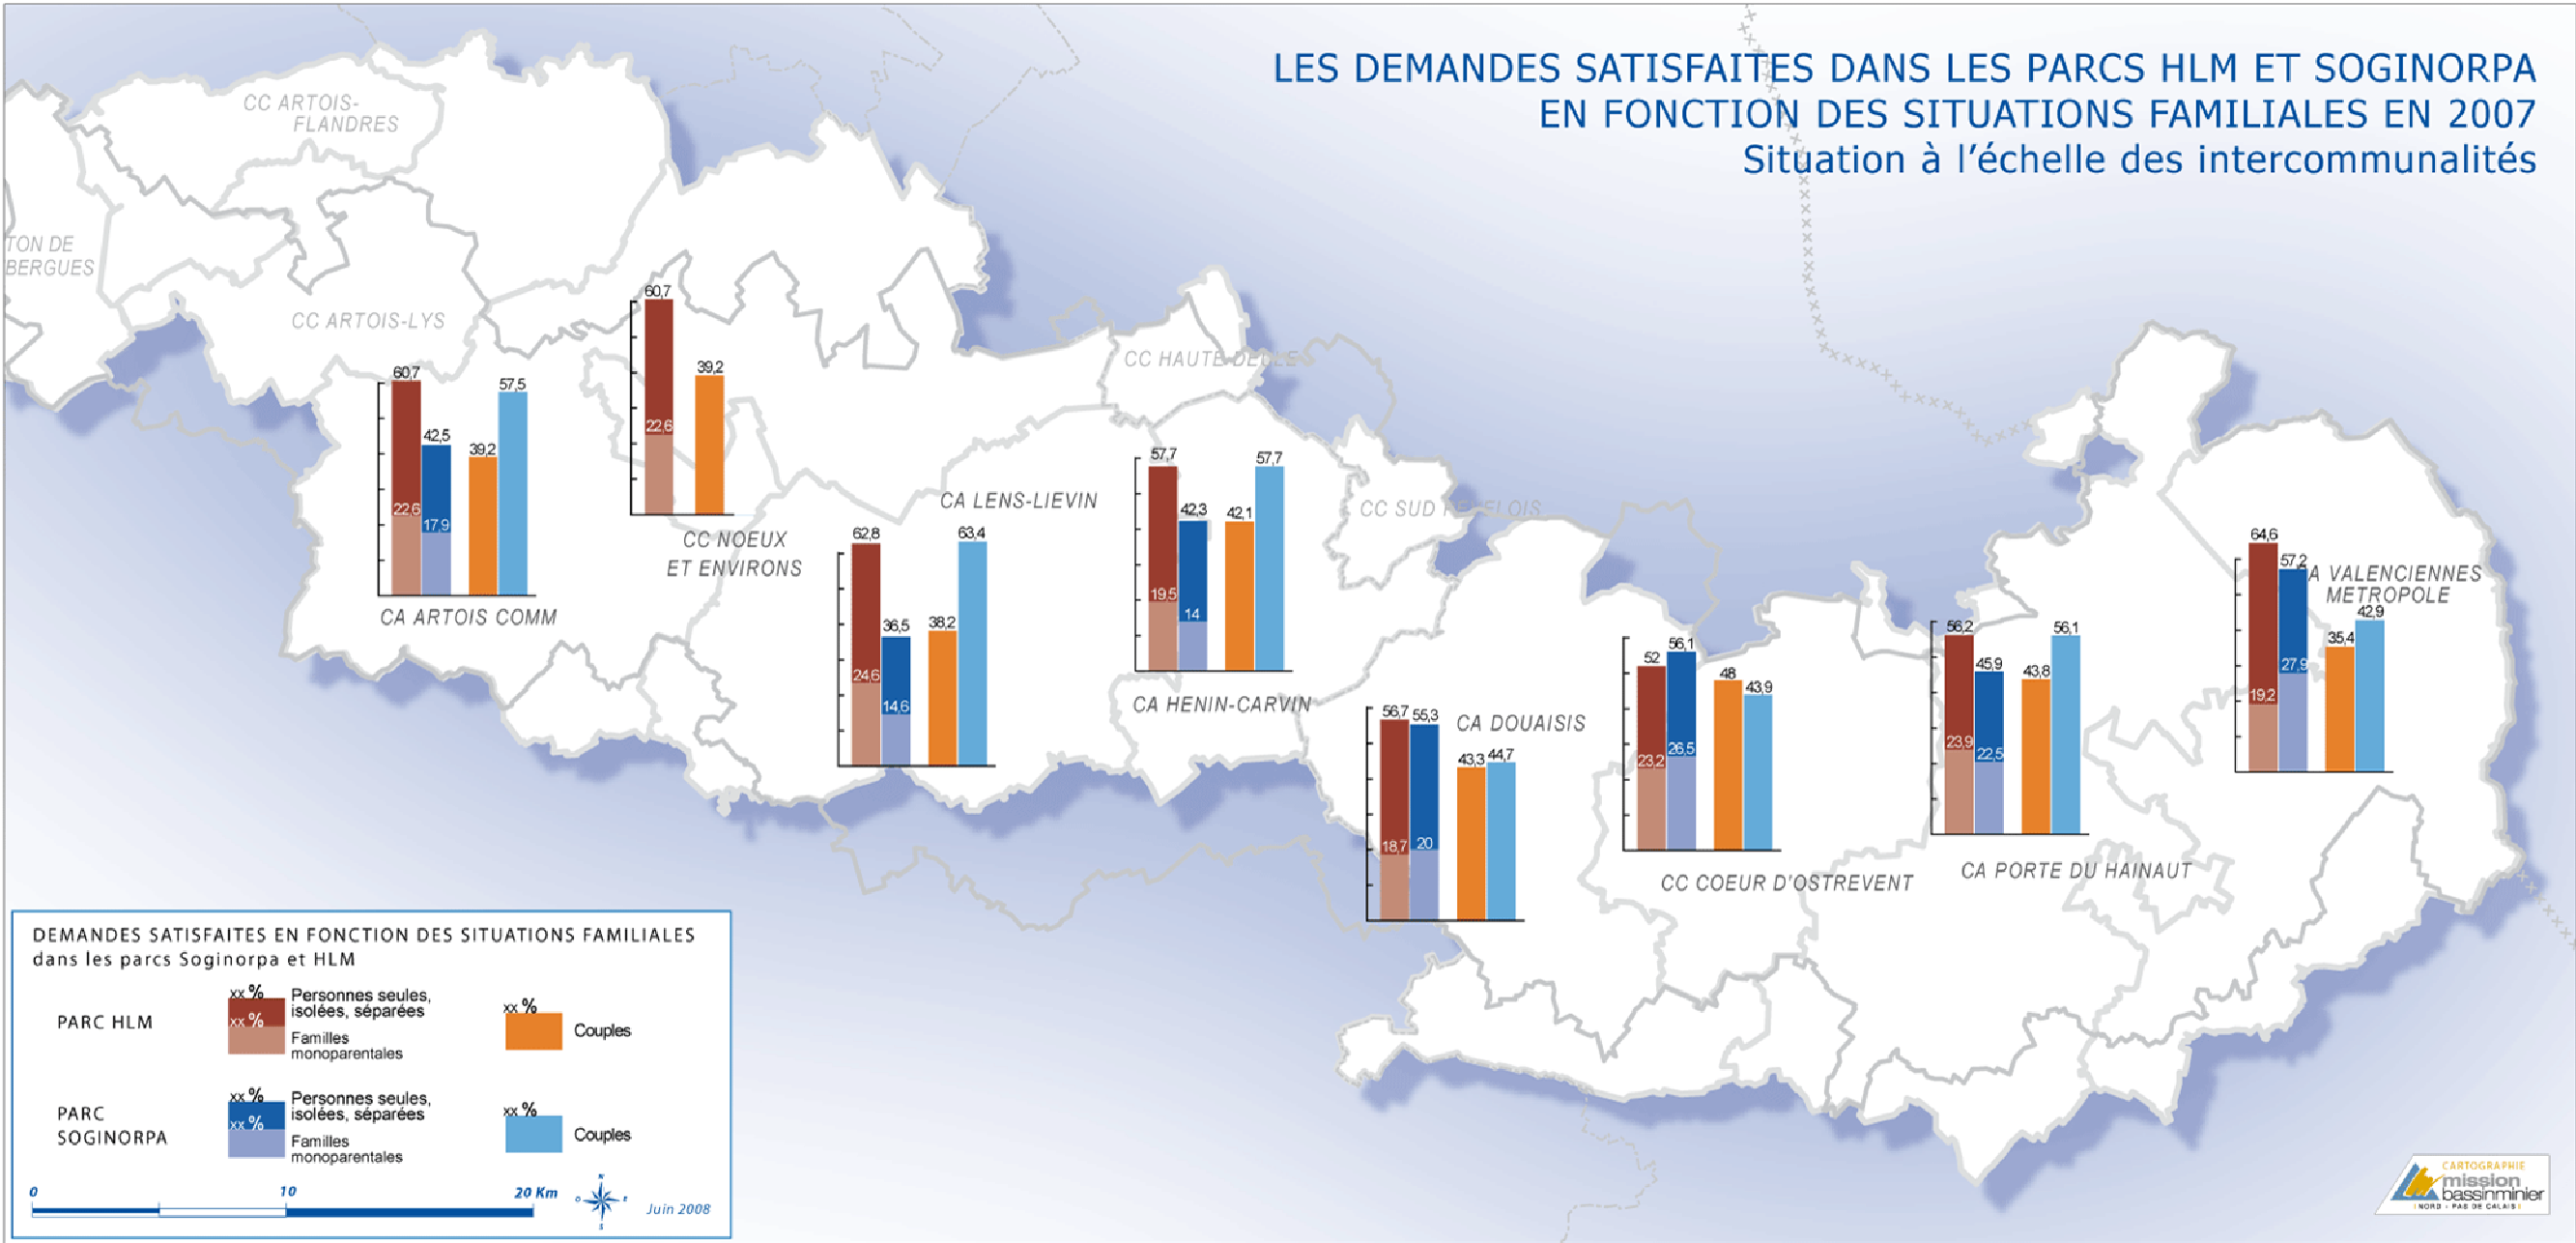 LES DEMANDES SATISFAITES DANS LES PARCS HLM ET SOGINORPA
EN FONCTION DES SITUATIONS FAMILIALES EN 2007
Situation à l'échelle des intercommunalités
CC ARTOIS-
FLANDRES
TON DE
BERGUES
CC ARTOIS-LYS
60,7
42,5
39,2
57,5
22,6
17,9
CA ARTOIS COMM
60,7
39,2
22,6
CC NOEUX
ET ENVIRONS
CA LENS-LIEVIN
62,8
36,5
38,2
63,4
24,6
14,6
CC HAUTE DEULE
57,7
42,3
42,1
57,7
19,5
14
CA HENIN-CARVIN
CC SUD
56,7
55,3
43,3
44,7
18,7
20
CA DOUAISIS
52
56,1
48
43,9
23,2
26,5
CC COEUR D'OSTREVENT
56,2
45,9
43,8
56,1
23,9
22,5
CA PORTE DU HAINAUT
64,6
57,2
35,4
42,9
19,2
27,9
A VALENCIENNES
METROPOLE
DEMANDES SATISFAITES EN FONCTION DES SITUATIONS FAMILIALES
dans les parcs Soginorpa et HLM
PARC HLM
xx %
xx %
Personnes seules,
isolées, séparées
Familles
monoparentales
xx %
Couples
PARC
SOGINORPA
xx %
xx %
Personnes seules,
isolées, séparées
Familles
monoparentales
xx %
Couples
0
10
20 Km
N
O
E
S
Juin 2008
CARTOGRAPHIE
mission
bassinminier
NORD - PAS DE CALAIS